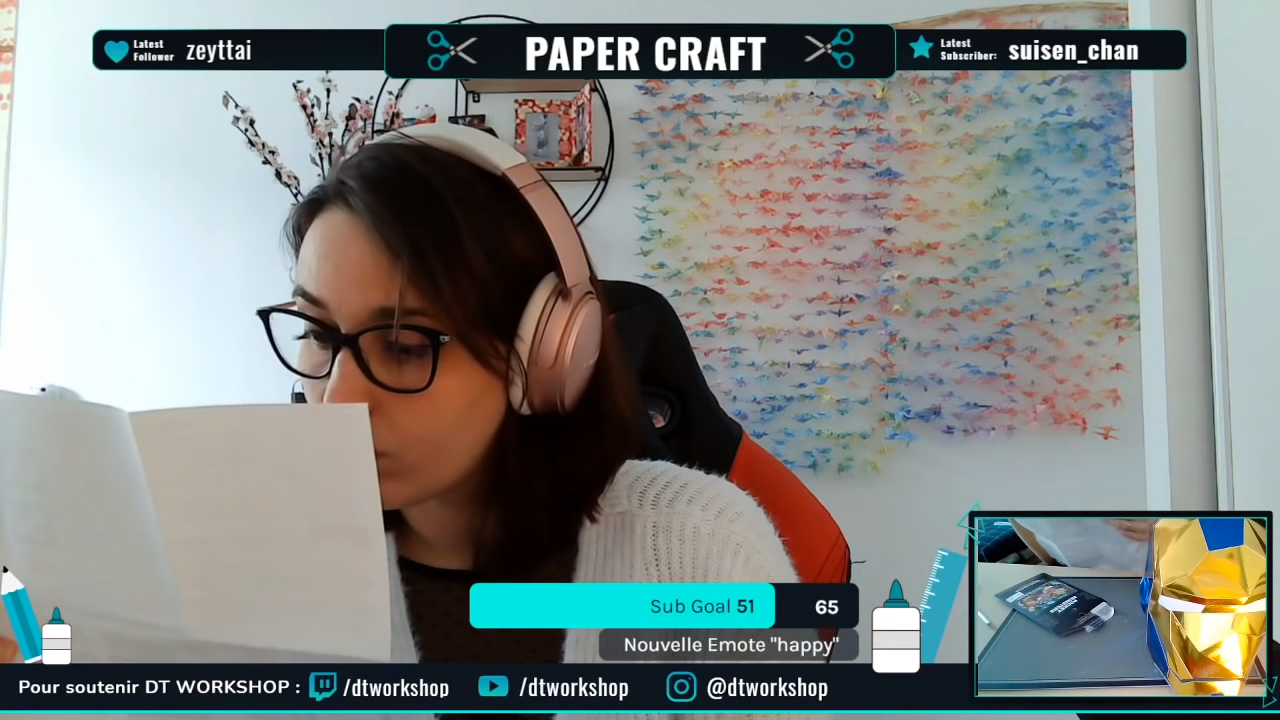 Latest
Follower
zeyttai
PAPER CRAFT
Latest
Subscriber:
suisen_chan
Sub Goal 51
65
Nouvelle Emote "happy"
Pour soutenir DT WORKSHOP :
/dtworkshop
/dtworkshop
@dtworkshop